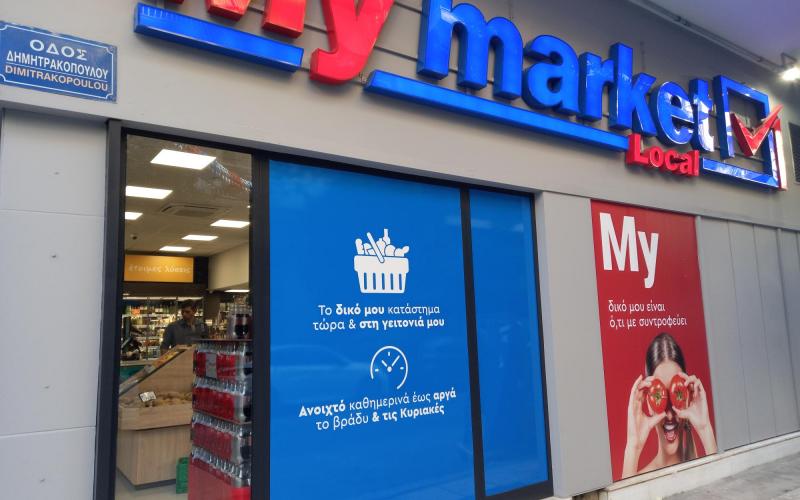 ΟΔΟΣ
ΔΗΜΗΤΡΑΚΟΠΟΥΛΟΥ
DIMITRAKOPOULOU
My market
Local
έτοιμες λύσεις
Το δικό μου κατάστημα
τώρα & στη γειτονιά μου
Ανοιχτό καθημερινά έως αργά
το βράδυ & τις Κυριακές
My
δικό μου είναι
ό,τι με συντροφεύει